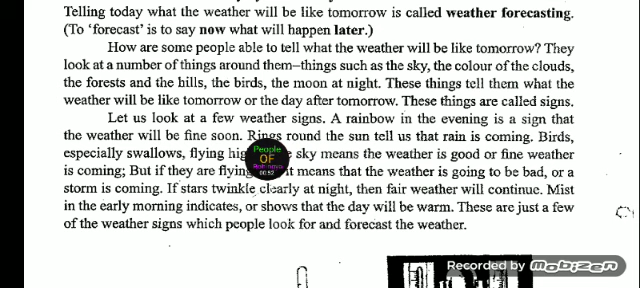 Telling today what the weather will be like tomorrow is called weather forecasting.
(To ‘forecast’ is to say now what will happen later.)
How are some people able to tell what the weather will be like tomorrow? They
look at a number of things around them–things such as the sky, the colour of the clouds,
the forests and the hills, the birds, the moon at night. These things tell them what the
weather will be like tomorrow or the day after tomorrow. These things are called signs.
Let us look at a few weather signs. A rainbow in the evening is a sign that
the weather will be fine soon. Rings round the sun tell us that rain is coming. Birds,
especially swallows, flying sky means the weather is good or fine weather
is coming; But if they are flying it means that the weather is going to be bad, or a
storm is coming. If stars twinkle clearly at night, then fair weather will continue. Mist
in the early morning indicates, or shows that the day will be warm. These are just a few
of the weather signs which people look for and forecast the weather.
People
OF
00:52
Recorded by mobizen